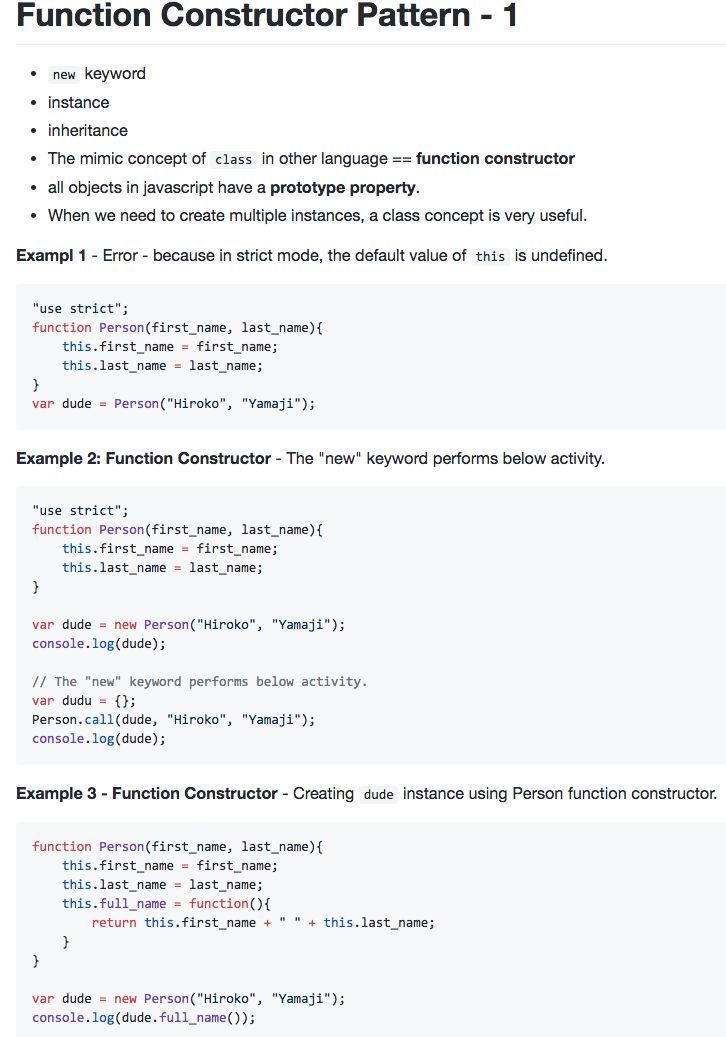 Function Constructor Pattern - 1
• new keyword
• instance
• inheritance
• The mimic concept of class in other language == function constructor
• all objects in javascript have a prototype property.
• When we need to create multiple instances, a class concept is very useful.
Exampl 1 - Error - because in strict mode, the default value of this is undefined.
"use strict";
function Person(first_name, last_name){
    this.first_name = first_name;
    this.last_name = last_name;
}
var dude = Person("Hiroko", "Yamaji");
Example 2: Function Constructor - The "new" keyword performs below activity.
"use strict";
function Person(first_name, last_name){
    this.first_name = first_name;
    this.last_name = last_name;
}
var dude = new Person("Hiroko", "Yamaji");
console.log(dude);
// The "new" keyword performs below activity.
var dudu = {};
Person.call(dude, "Hiroko", "Yamaji");
console.log(dude);
Example 3 - Function Constructor - Creating dude instance using Person function constructor.
function Person(first_name, last_name){
    this.first_name = first_name;
    this.last_name = last_name;
    this.full_name = function(){
        return this.first_name + " " + this.last_name;
    }
}
var dude = new Person("Hiroko", "Yamaji");
console.log(dude.full_name());